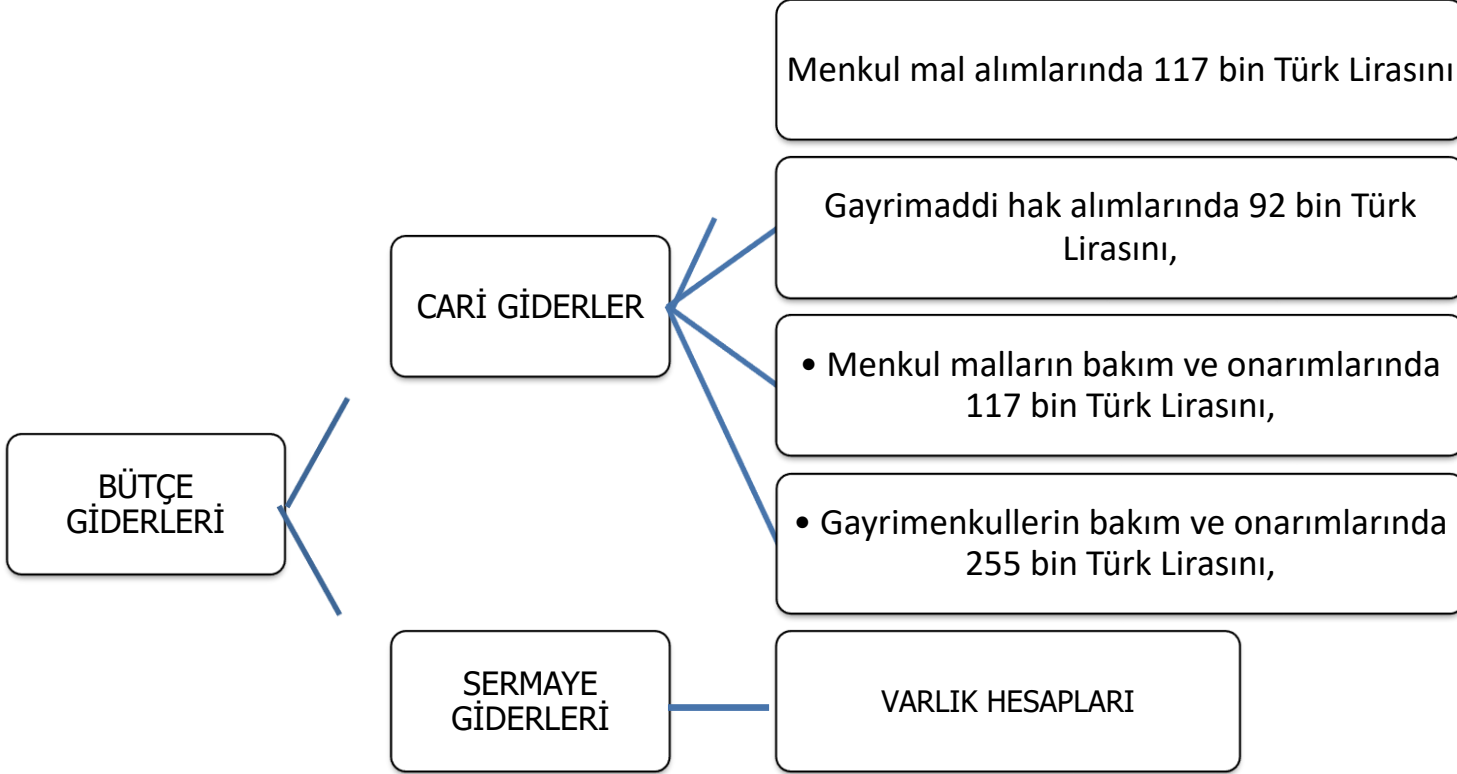 Menkul mal alımlarında 117 bin Türk Lirasını
Gayrimaddi hak alımlarında 92 bin Türk
Lirasını,
CARİ GİDERLER
• Menkul malların bakım ve onarımlarında
117 bin Türk Lirasını,
BÜTÇE
GİDERLERİ
• Gayrimenkullerin bakım ve onarımlarında
255 bin Türk Lirasını,
SERMAYE
GİDERLERİ
VARLIK HESAPLARI